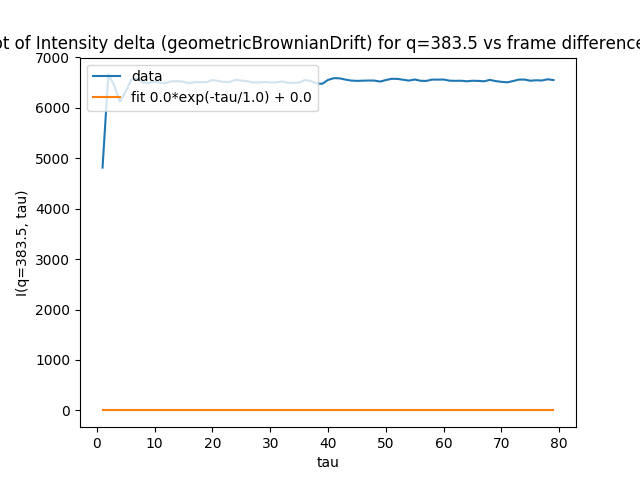 of Intensity delta (geometricBrownianDrift) for q=383.5 vs frame difference
7000
6000
5000
4000
3000
2000
1000
0
I(q=383.5, tau)
data
fit 0.0*exp(-tau/1.0) + 0.0
0 10 20 30 40 50 60 70 80
tau